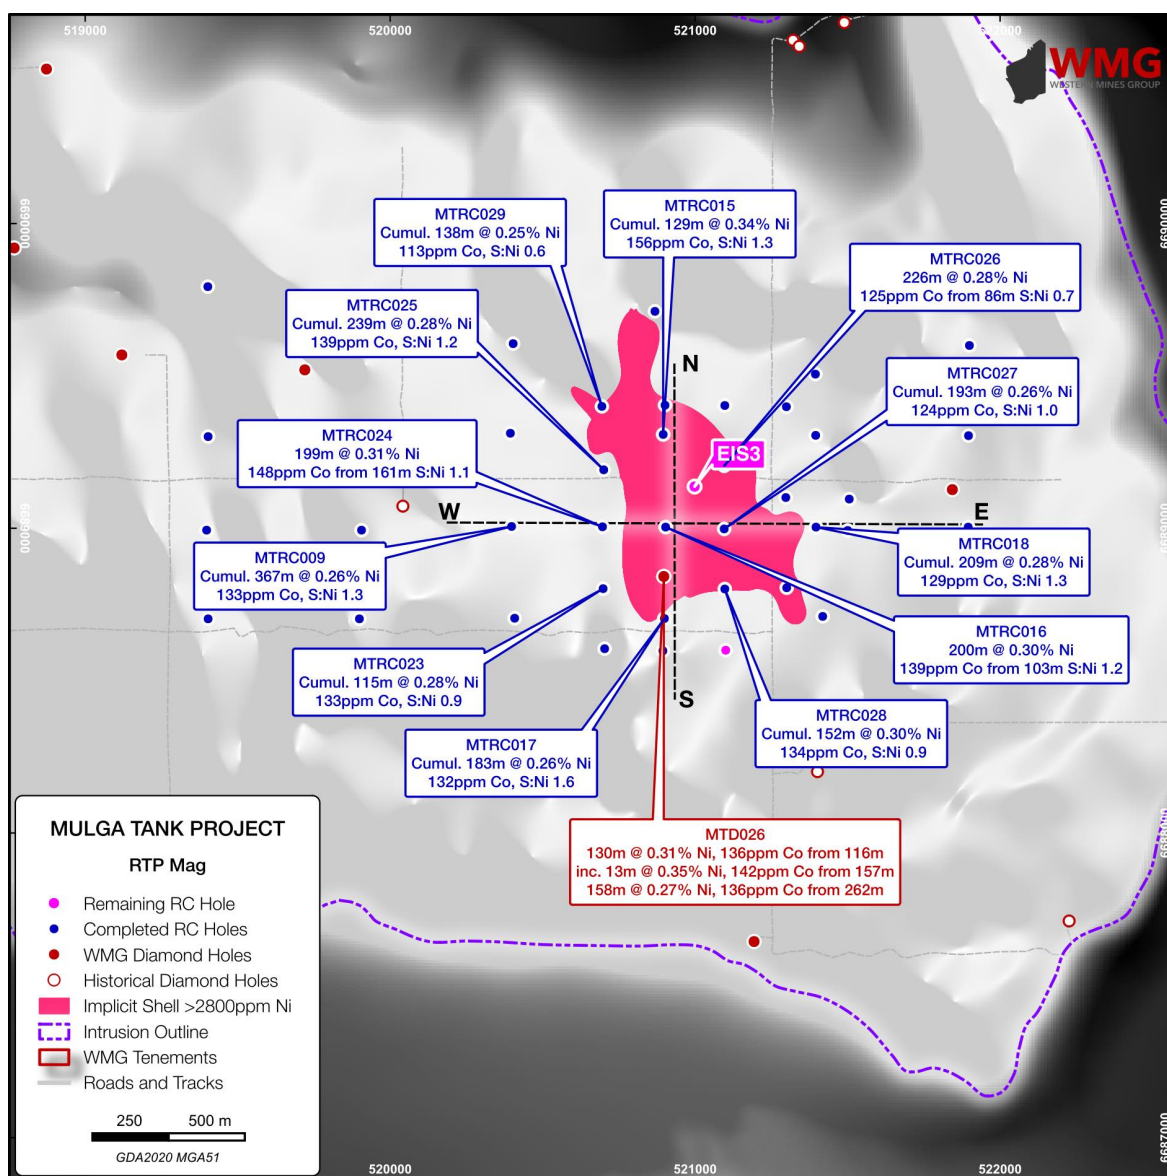 519000
520000
521000
522000
WMG
WESTERN MINES GROUP
6690000
6690000
MTRC029
Cumul. 138m @ 0.25% Ni
113ppm Co, S:Ni 0.6
MTRC015
Cumul. 129m @ 0.34% Ni
156ppm Co, S:Ni 1.3
MTRC026
226m @ 0.28% Ni
125ppm Co from 86m S:Ni 0.7
MTRC025
Cumul. 239m @ 0.28% Ni
139ppm Co, S:Ni 1.2
N
MTRC027
Cumul. 193m @ 0.26% Ni
124ppm Co, S:Ni 1.0
MTRC024
199m @ 0.31% Ni
148ppm Co from 161m S:Ni 1.1
EIS3
W
E
6689000
6689000
MTRC009
Cumul. 367m @ 0.26% Ni
133ppm Co, S:Ni 1.3
MTRC018
Cumul. 209m @ 0.28% Ni
129ppm Co, S:Ni 1.3
MTRC016
200m @ 0.30% Ni
139ppm Co from 103m S:Ni 1.2
MTRC023
Cumul. 115m @ 0.28% Ni
133ppm Co, S:Ni 0.9
S
MTRC028
Cumul. 152m @ 0.30% Ni
134ppm Co, S:Ni 0.9
MTRC017
Cumul. 183m @ 0.26% Ni
132ppm Co, S:Ni 1.6
6688000
MTD026
130m @ 0.31% Ni, 136ppm Co from 116m
inc. 13m @ 0.35% Ni, 142ppm Co from 157m
158m @ 0.27% Ni, 136ppm Co from 262m
MULGA TANK PROJECT
RTP Mag
Remaining RC Hole
Completed RC Holes
WMG Diamond Holes
Historical Diamond Holes
Implicit Shell >2800ppm Ni
Intrusion Outline
WMG Tenements
Roads and Tracks
250
500 m
GDA2020 MGA51
6687000
520000
521000
522000